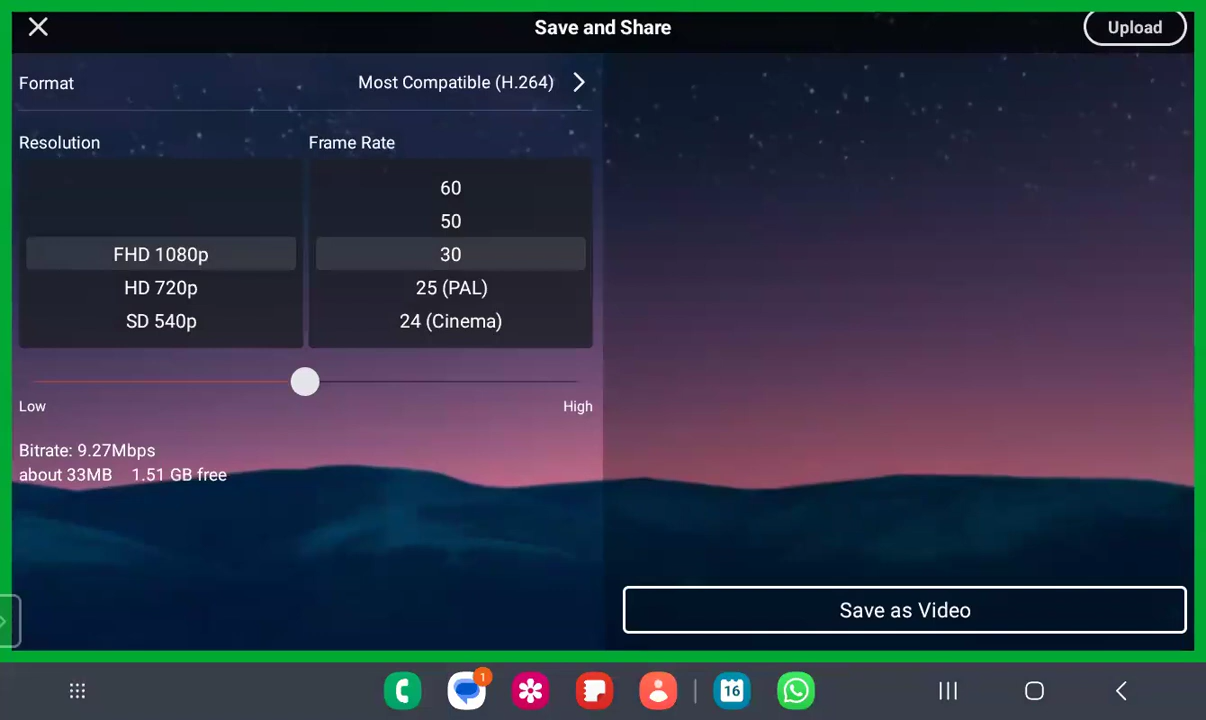 Save and Share
Upload
Format
Most Compatible (H.264)
Resolution
Frame Rate
60
50
FHD 1080p
30
HD 720p
25 (PAL)
SD 540p
24 (Cinema)
Low
High
Bitrate: 9.27Mbps
about 33MB 1.51 GB free
Save as Video
1
16